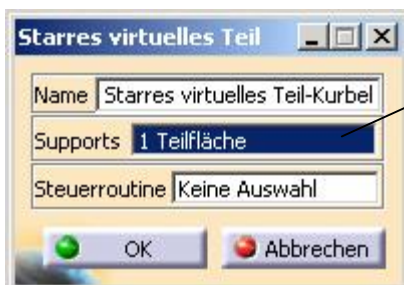 Starres virtuelles Teil
Name Starres virtuelles Teil-Kurbel
Supports 1 Teilfläche
Steuerroutine Keine Auswahl
OK Abbrechen